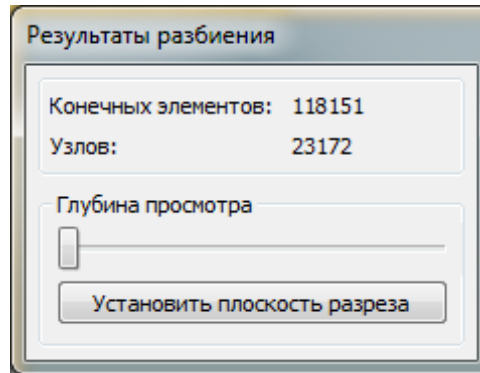 Результаты разбиения
Конечных элементов: 118151
Узлов: 23172
Глубина просмотра
Установить плоскость разреза